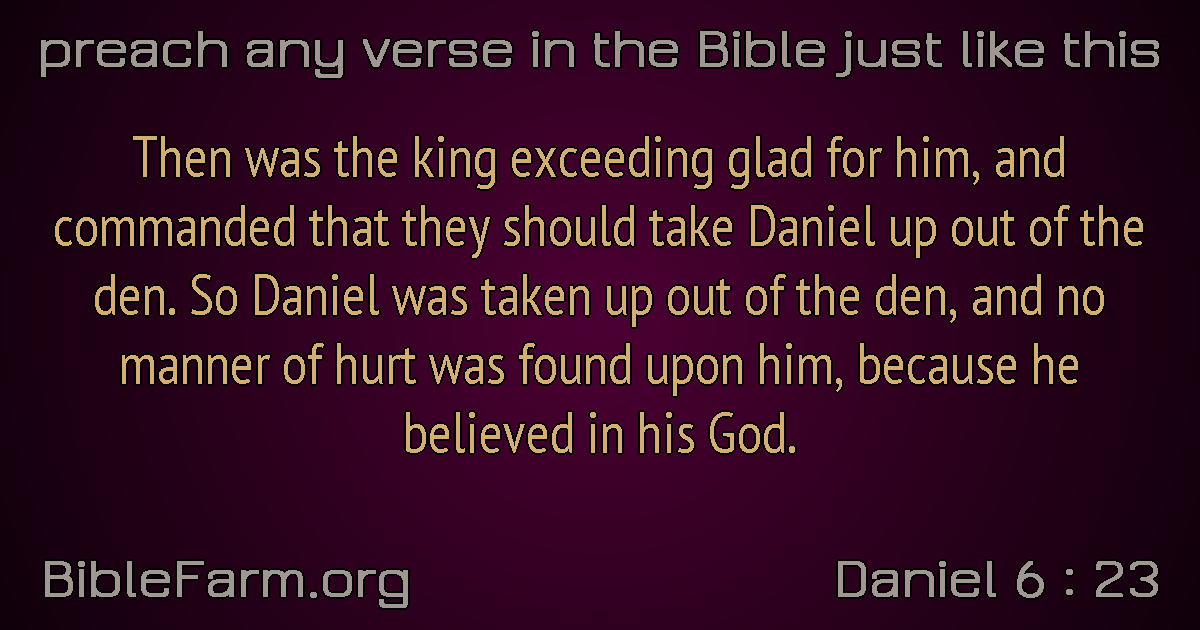 preach any verse in the Bible just like this
Then was the king exceeding glad for him, and
commanded that they should take Daniel up out of the
den. So Daniel was taken up out of the den, and no
manner of hurt was found upon him, because he
believed in his God.
BibleFarm.org
Daniel 6 : 23